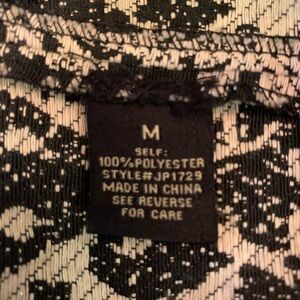 M
SELF:
100%POLYESTER
STYLE#JP1729
MADE IN CHINA
SEE REVERSE
FOR CARE